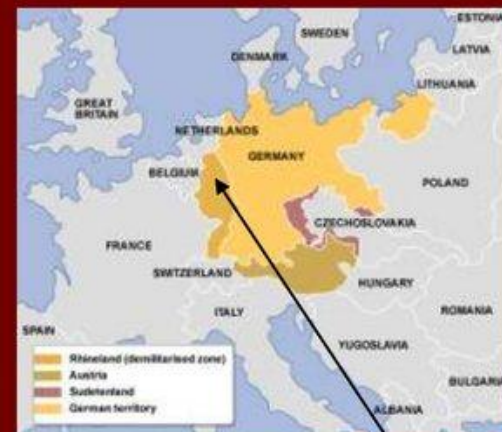 ESTONIA
SWEDEN
LATVIA
DENMARK
LITHUANIA
GREAT
BRITAIN
NETHERLANDS
GERMANY
BELGIUM
POLAND
CZECHOSLOVAKIA
FRANCE
SWITZERLAND
HUNGARY
ITALY
ROMANIA
SPAIN
YUGOSLAVIA
Rhineland (demilitarised zone)
Austria
BULGARIA
Sudetenland
German territory
ALBANIA